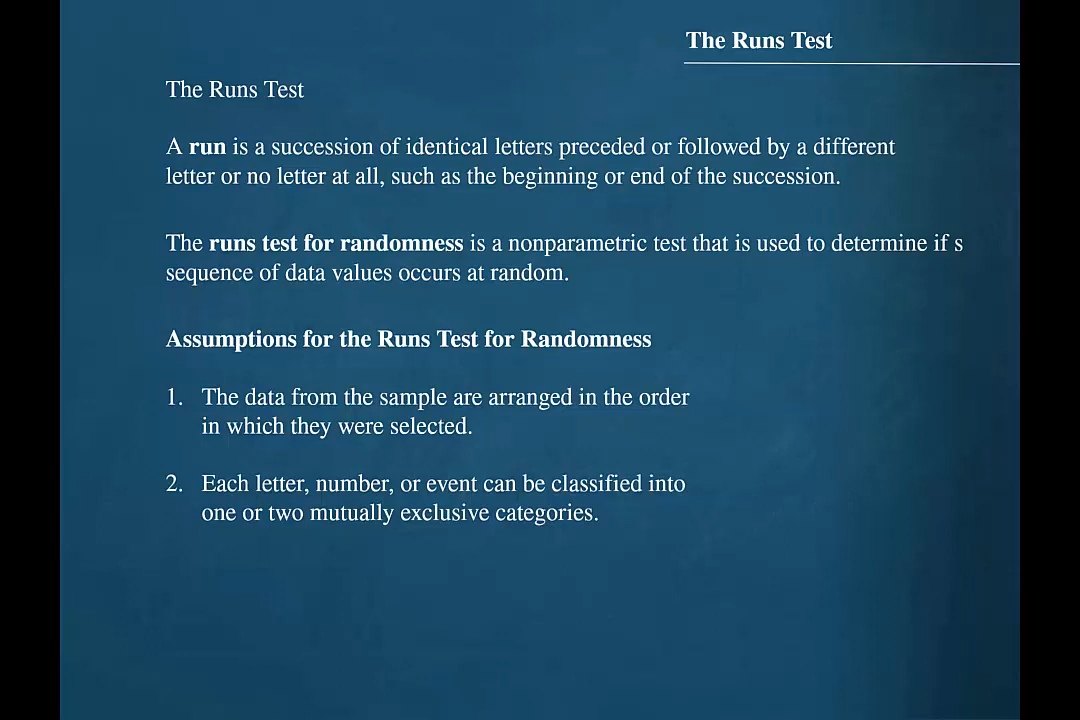 The Runs Test
The Runs Test
A run is a succession of identical letters preceded or followed by a different
letter or no letter at all, such as the beginning or end of the succession.
The runs test for randomness is a nonparametric test that is used to determine if s
sequence of data values occurs at random.
Assumptions for the Runs Test for Randomness
1. The data from the sample are arranged in the order
in which they were selected.
2. Each letter, number, or event can be classified into
one or two mutually exclusive categories.